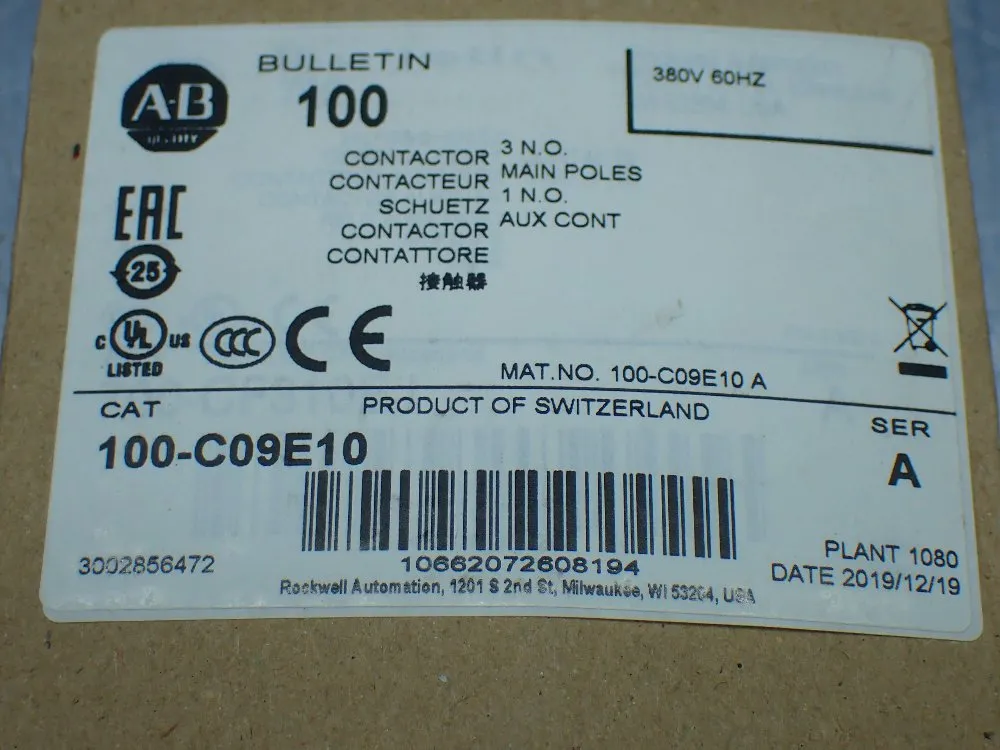 A-B
QUALITY
BULLETIN
100
380V 60HZ
CONTACTOR
CONTACTEUR
SCHUETZ
CONTACTOR
CONTATTORE
接触器
3 N.O.
MAIN POLES
1 N.O.
AUX CONT
EAC
25
C UL US
LISTED
CCC
CE
MAT.NO. 100-C09E10 A
CAT
PRODUCT OF SWITZERLAND
SER
100-C09E10
A
3002856472
10662072608194
PLANT 1080
DATE 2019/12/19
Rockwell Automation, 1201 S 2nd St, Milwaukee, WI 53204, USA